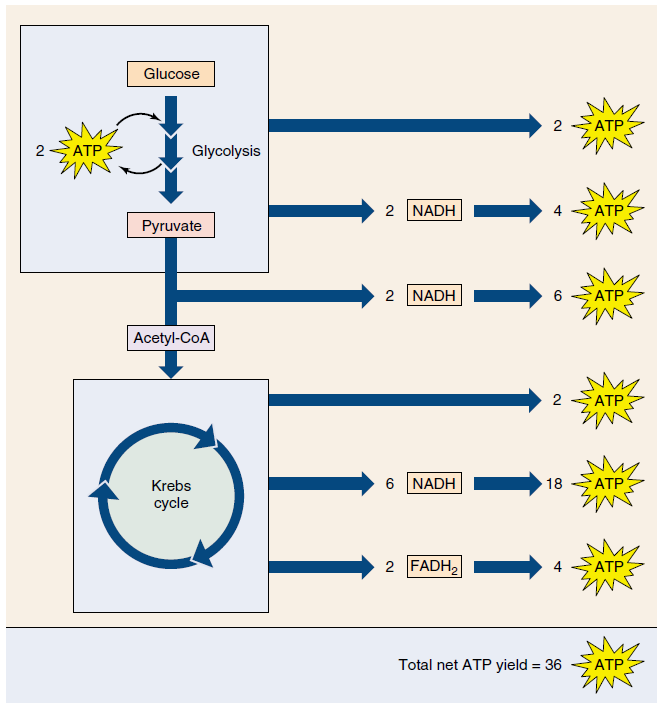 Glucose
2 ATP
Glycolysis
2 ATP
Pyruvate
2 NADH 4 ATP
2 NADH 6 ATP
Acetyl-CoA
2 ATP
Krebs
cycle
6 NADH 18 ATP
2 FADH₂ 4 ATP
Total net ATP yield = 36 ATP